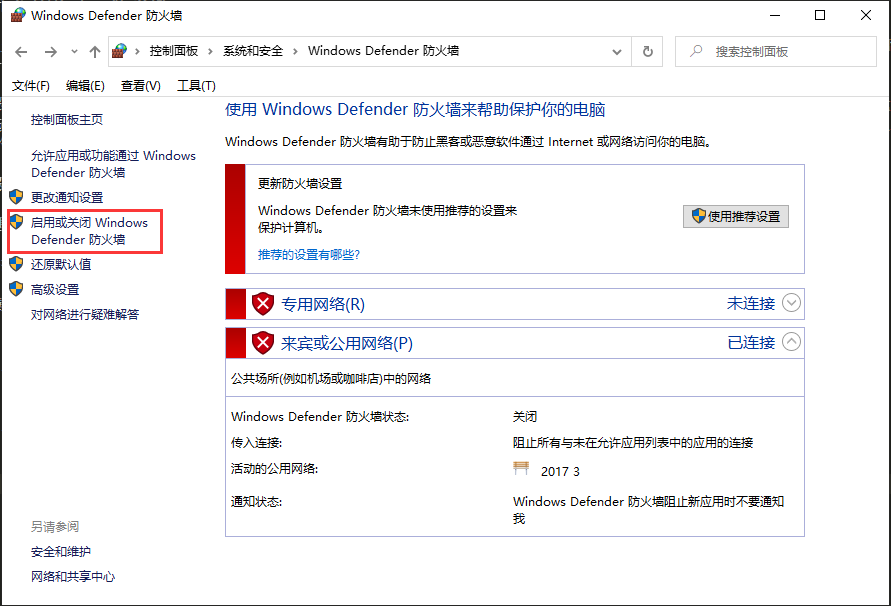 Windows Defender 防火墙
控制面板 › 系统和安全 › Windows Defender 防火墙
搜索控制面板
文件(F) 编辑(E) 查看(V) 工具(T)
控制面板主页
允许应用或功能通过 Windows
Defender 防火墙
更改通知设置
启用或关闭 Windows
Defender 防火墙
还原默认值
高级设置
对网络进行疑难解答
使用 Windows Defender 防火墙来帮助保护你的电脑
Windows Defender 防火墙有助于防止黑客或恶意软件通过 Internet 或网络访问你的电脑。
更新防火墙设置
Windows Defender 防火墙未使用推荐的设置来
保护计算机。
使用推荐设置
推荐的设置有哪些?
专用网络(R) 未连接
来宾或公用网络(P) 已连接
公共场所(例如机场或咖啡店)中的网络
Windows Defender 防火墙状态: 关闭
传入连接: 阻止所有与未在允许应用列表中的应用的连接
活动的公用网络: 2017 3
通知状态: Windows Defender 防火墙阻止新应用时不要通知
我
另请参阅
安全和维护
网络和共享中心